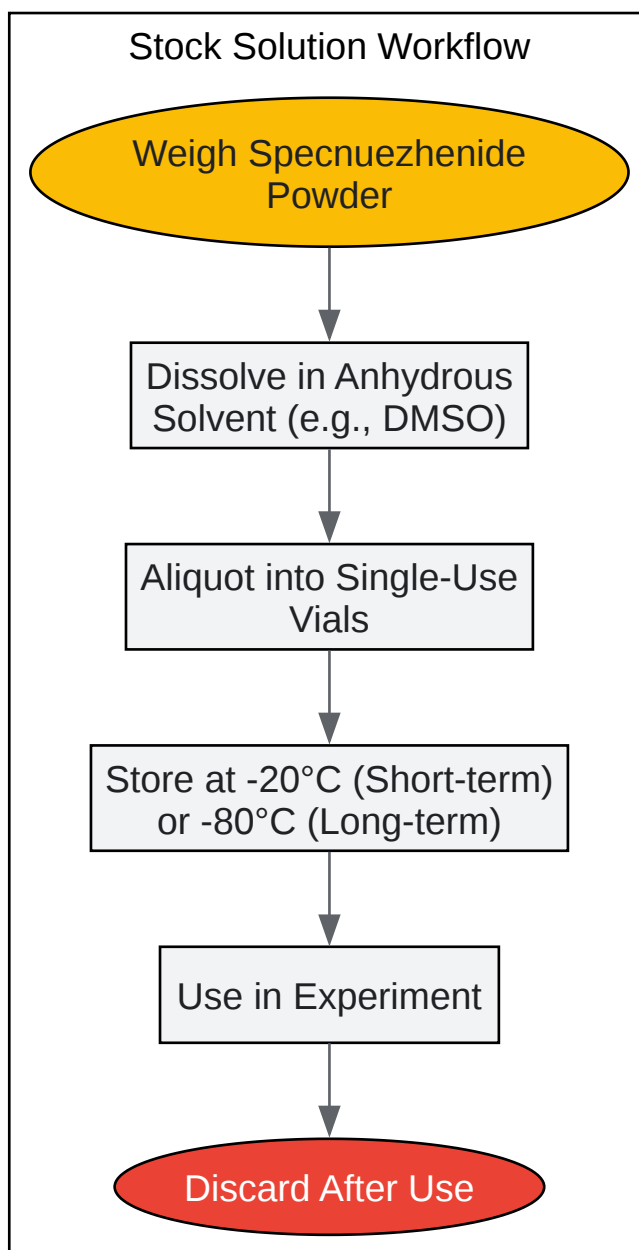 Stock Solution Workflow
Weigh Specnuezhenide
Powder
Dissolve in Anhydrous
Solvent (e.g., DMSO)
Aliquot into Single-Use
Vials
Store at -20°C (Short-term)
or -80°C (Long-term)
Use in Experiment
Discard After Use